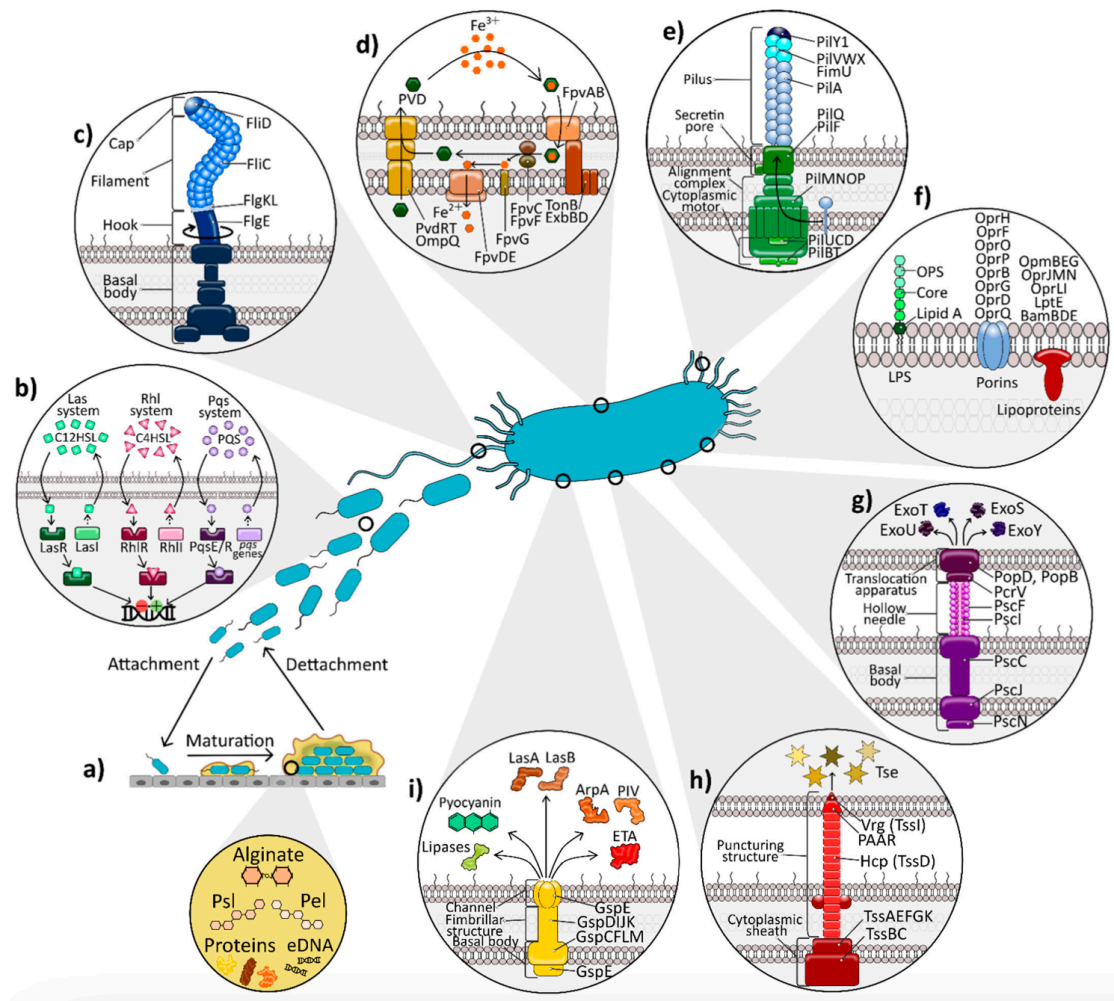 a)
Attachment
Dettachment
Maturation
Alginate
Psl
Pel
Proteins
eDNA
b)
Las
system
Rhl
system
Pqs
system
C12HSL
C4HSL
PQS
LasR
LasI
RhlR
RhlI
PqsE/R
pqs
genes
c)
Cap
Filament
Hook
Basal
body
FliD
FliC
FlgKL
FlgE
d)
Fe3+
PVD
FpvAB
Fe2+
PvdRT
OmpQ
FpvDE
FpvG
FpvC
FpvF
TonB
ExbBD
e)
Pilus
Secretin
pore
Alignment
complex
Cytoplasmic
motor
PilY1
PilVWX
FimU
PilA
PilQ
PilF
PilMNOP
PilUCD
PilBT
f)
OPS
Core
Lipid A
LPS
OprH
OprF
OprO
OprP
OprB
OprG
OprD
OprQ
Porins
OpmBEG
OprJMN
OprLI
LptE
BamBDE
Lipoproteins
g)
ExoT
ExoS
ExoU
ExoY
Translocation
apparatus
Hollow
needle
Basal
body
PopD, PopB
PcrV
PscF
PscI
PscC
PscJ
PscN
h)
Tse
Puncturing
structure
Cytoplasmic
sheath
Vrg (TssI)
PAAR
Hcp (TssD)
TssAEFGK
TssBC
i)
LasA
LasB
ArpA
PIV
Pyocyanin
Lipases
ETA
Channel
Fimbrillar
structure
Basal body
GspE
GspDIJK
GspCFLM
GspE